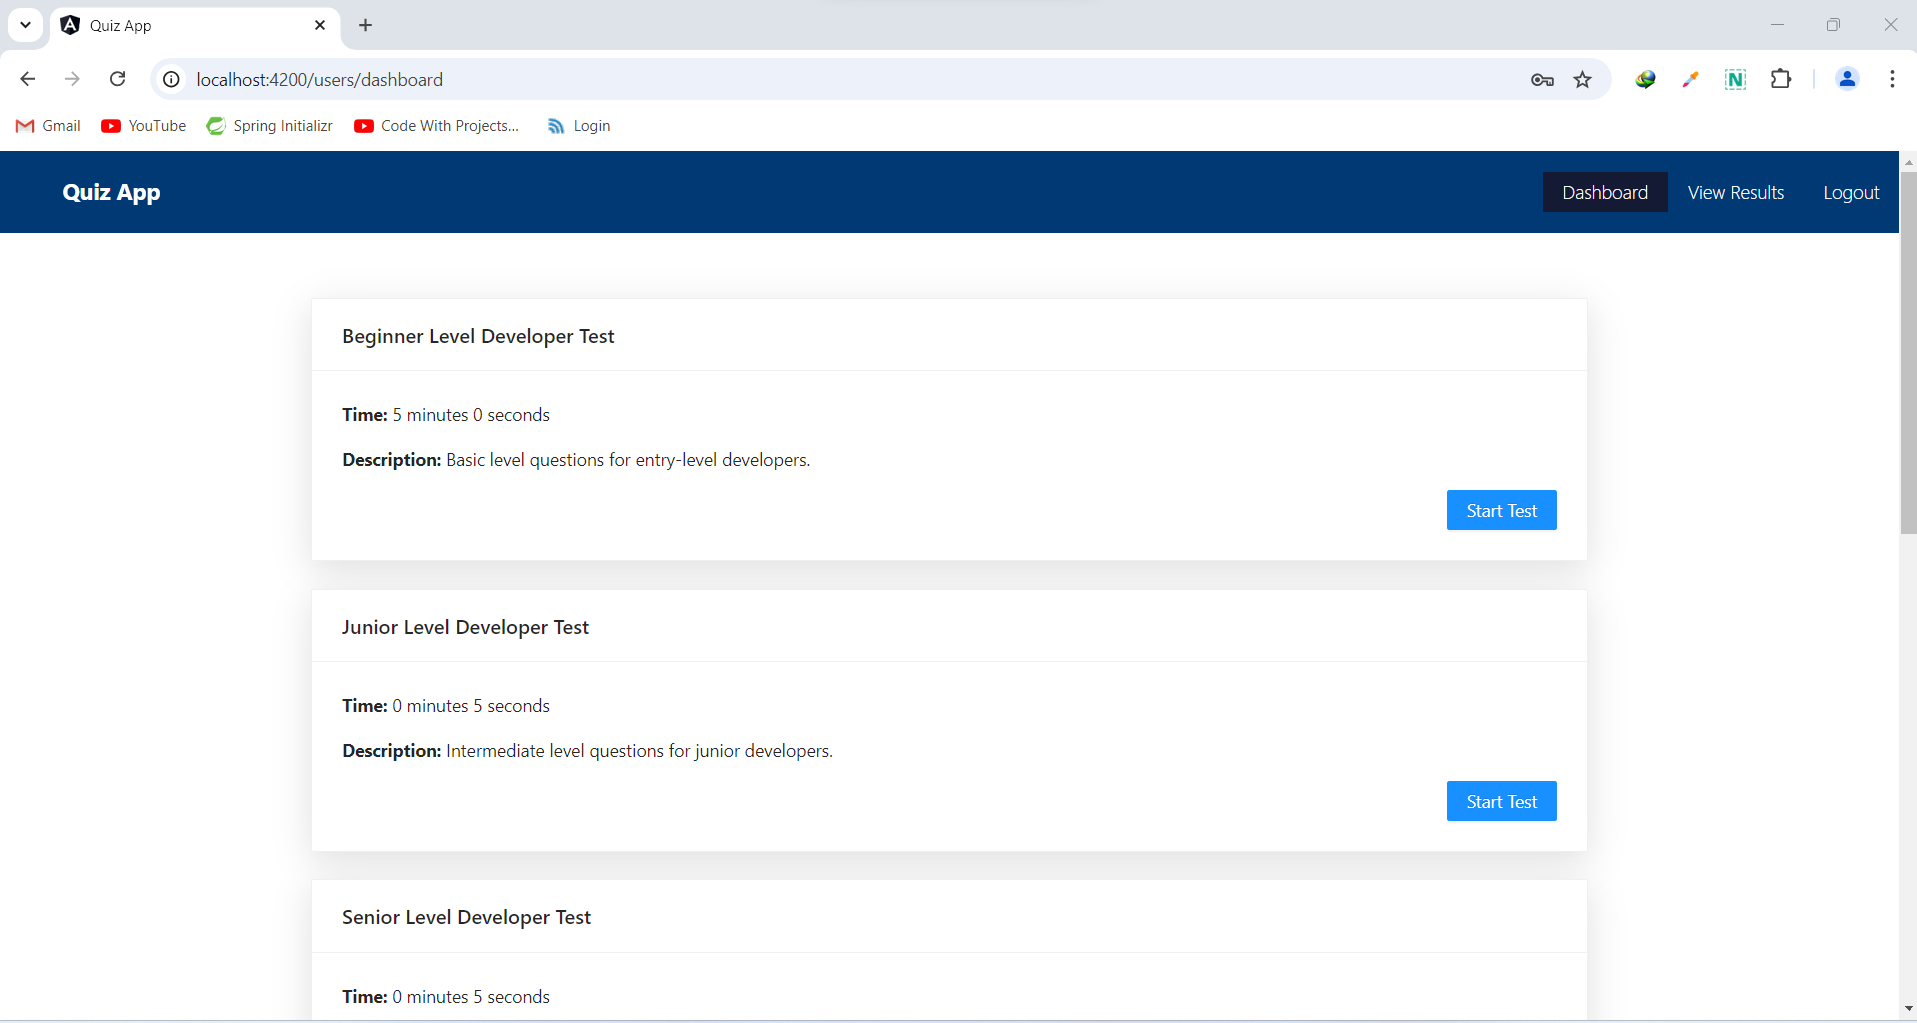 Quiz App
localhost:4200/users/dashboard
N
Gmail YouTube Spring Initializr Code With Projects... Login
Quiz App Dashboard View Results Logout
Beginner Level Developer Test
Time: 5 minutes 0 seconds
Description: Basic level questions for entry-level developers.
Start Test
Junior Level Developer Test
Time: 0 minutes 5 seconds
Description: Intermediate level questions for junior developers.
Start Test
Senior Level Developer Test
Time: 0 minutes 5 seconds